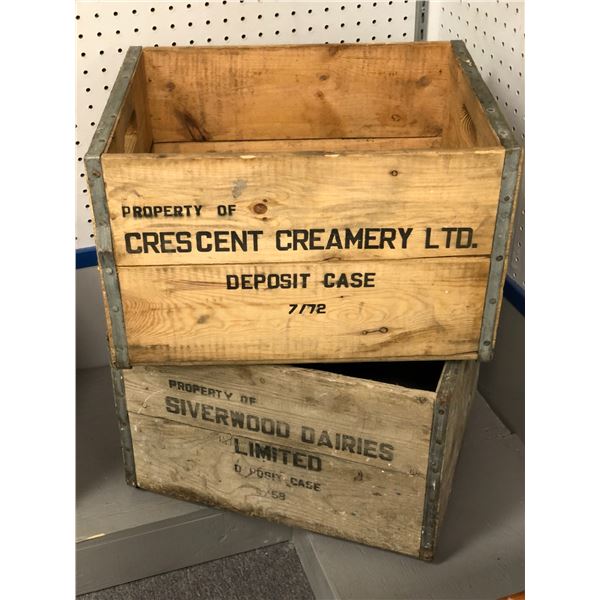 PROPERTY OF
CRESCENT CREAMERY LTD.
DEPOSIT CASE
7/72
PROPERTY OF
SIVERWOOD DAIRIES
LIMITED
D POSIT CASE